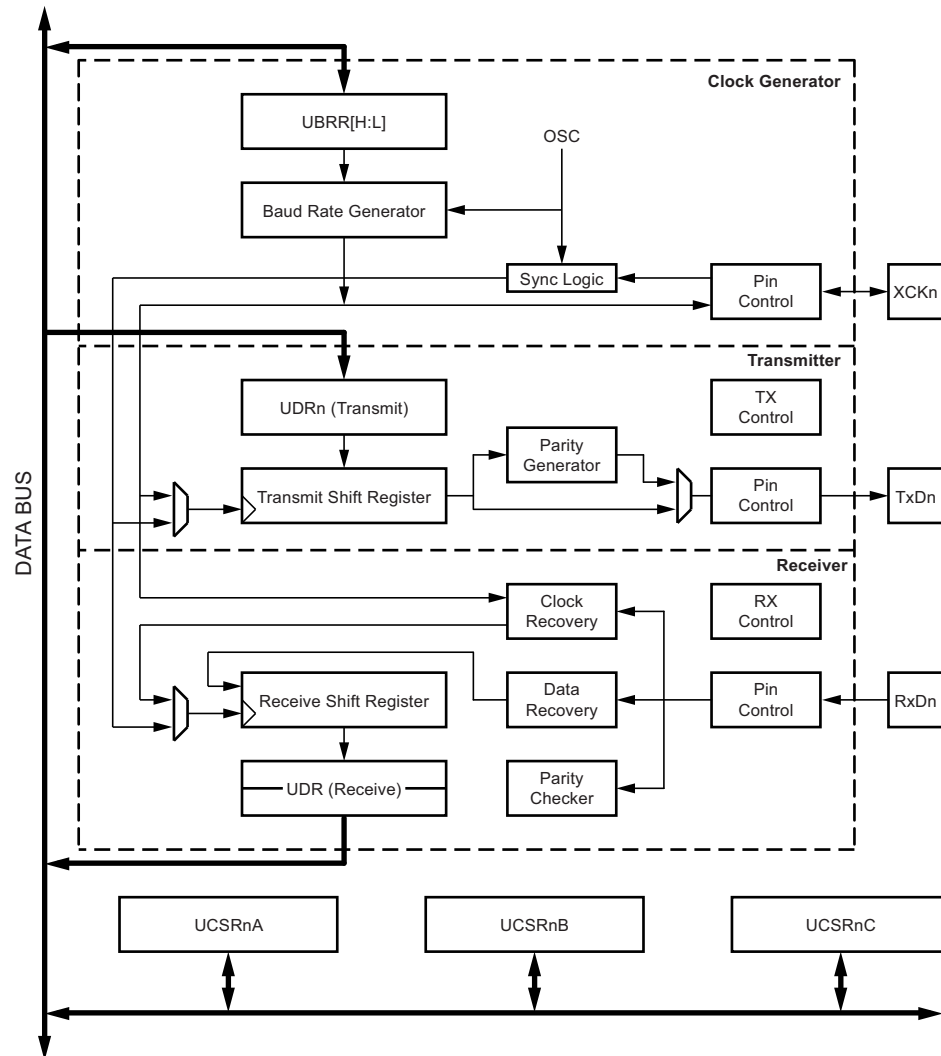 Clock Generator
UBRR[H:L]
OSC
Baud Rate Generator
Sync Logic
Pin
Control
XCKn
Transmitter
UDRn (Transmit)
TX
Control
Parity
Generator
Transmit Shift Register
Pin
Control
TxDn
DATA BUS
Receiver
Clock
Recovery
RX
Control
Receive Shift Register
Data
Recovery
Pin
Control
RxDn
UDR (Receive)
Parity
Checker
UCSRnA
UCSRnB
UCSRnC